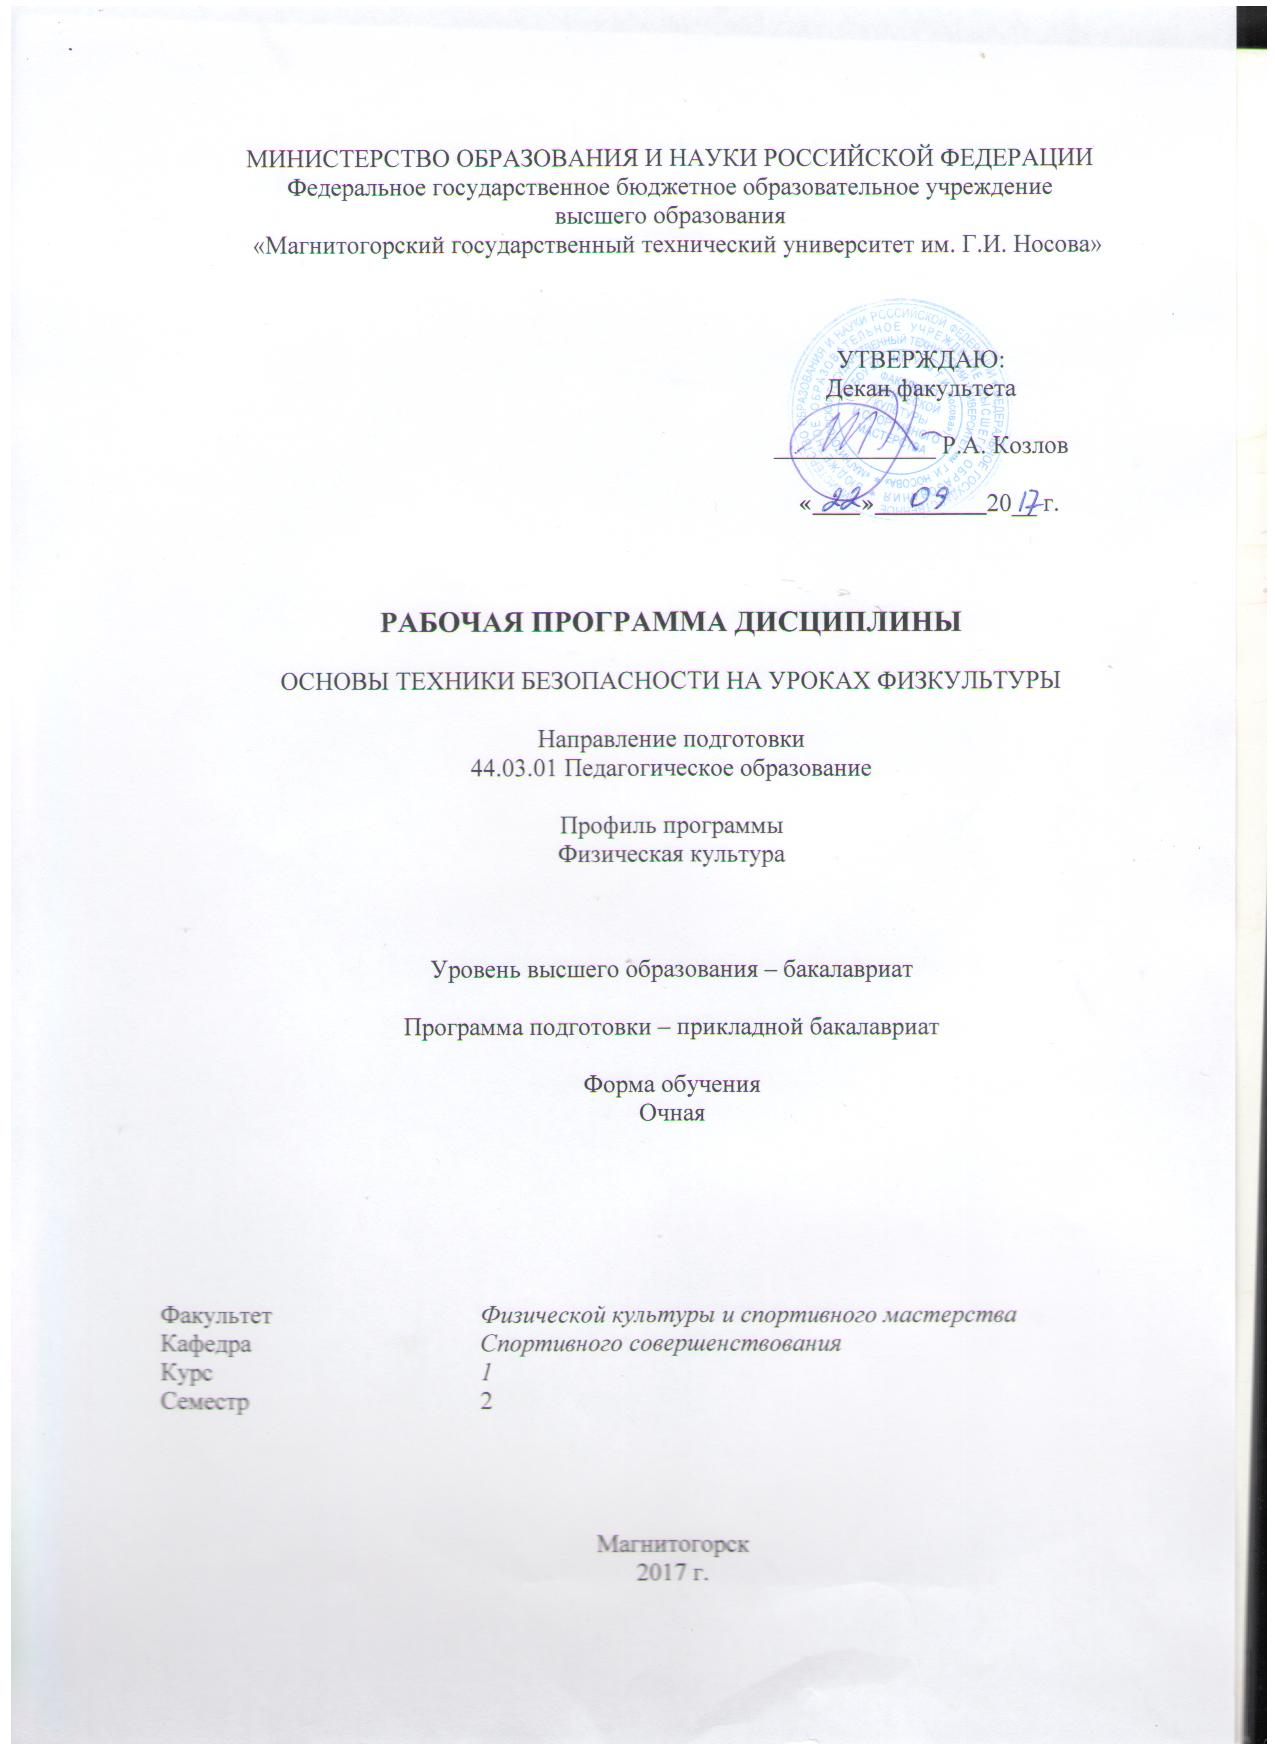 МИНИСТЕРСТВО ОБРАЗОВАНИЯ И НАУКИ РОССИЙСКОЙ ФЕДЕРАЦИИ
Федеральное государственное бюджетное образовательное учреждение
высшего образования
«Магнитогорский государственный технический университет им. Г.И. Носова»
УТВЕРЖДАЮ:
Декан факультета
Р.А. Козлов
«22» 09 2017 г.
РАБОЧАЯ ПРОГРАММА ДИСЦИПЛИНЫ
ОСНОВЫ ТЕХНИКИ БЕЗОПАСНОСТИ НА УРОКАХ ФИЗКУЛЬТУРЫ
Направление подготовки
44.03.01 Педагогическое образование
Профиль программы
Физическая культура
Уровень высшего образования – бакалавриат
Программа подготовки – прикладной бакалавриат
Форма обучения
Очная
Факультет Физической культуры и спортивного мастерства
Кафедра Спортивного совершенствования
Курс 1
Семестр 2
Магнитогорск
2017 г.